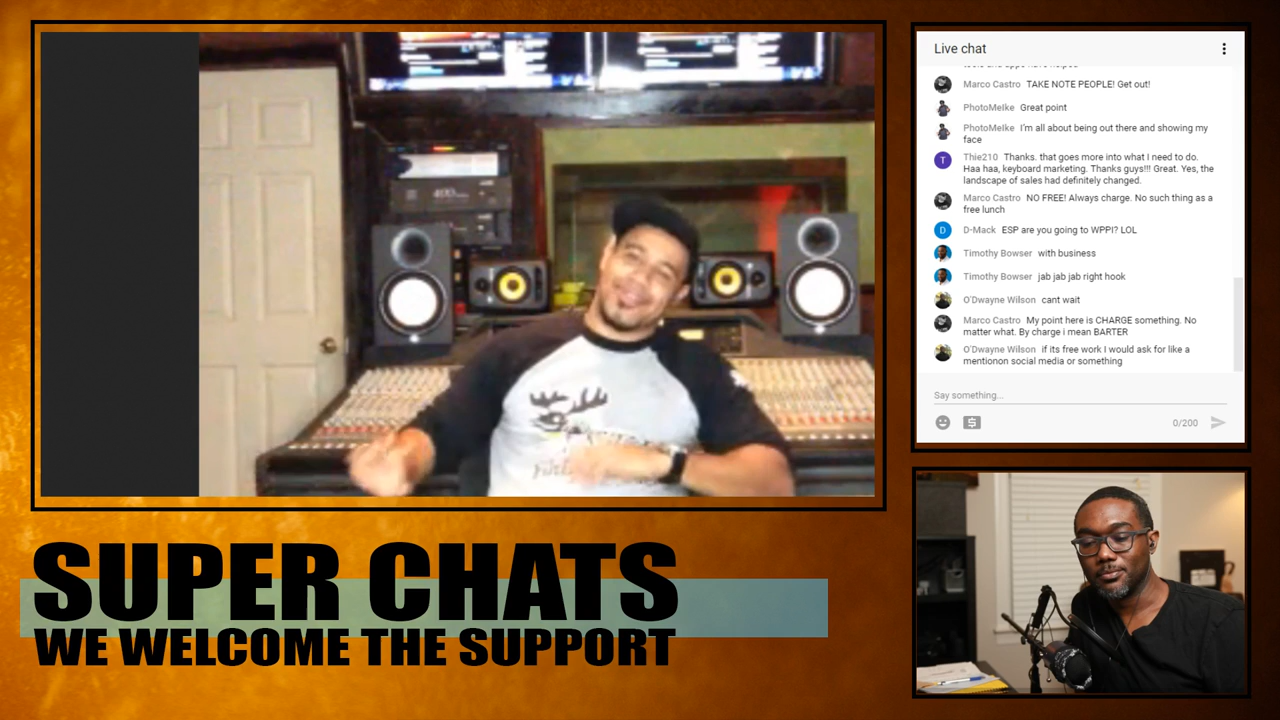 Live chat
Marco Castro TAKE NOTE PEOPLE! Get out!
PhotoMeIke Great point
PhotoMeIke I'm all about being out there and showing my
face
T
Thie210 Thanks. that goes more into what I need to do.
Haa haa, keyboard marketing. Thanks guys!!! Great. Yes, the
landscape of sales had definitely changed.
Marco Castro NO FREE! Always charge. No such thing as a
free lunch
D
D-Mack ESP are you going to WPPI? LOL
Timothy Bowser with business
Timothy Bowser jab jab jab right hook
O'Dwayne Wilson cant wait
Marco Castro My point here is CHARGE something. No
matter what. By charge i mean BARTER
O'Dwayne Wilson if its free work I would ask for like a
mentionon social media or something
Say something...
0/200
SUPER CHATS
WE WELCOME THE SUPPORT